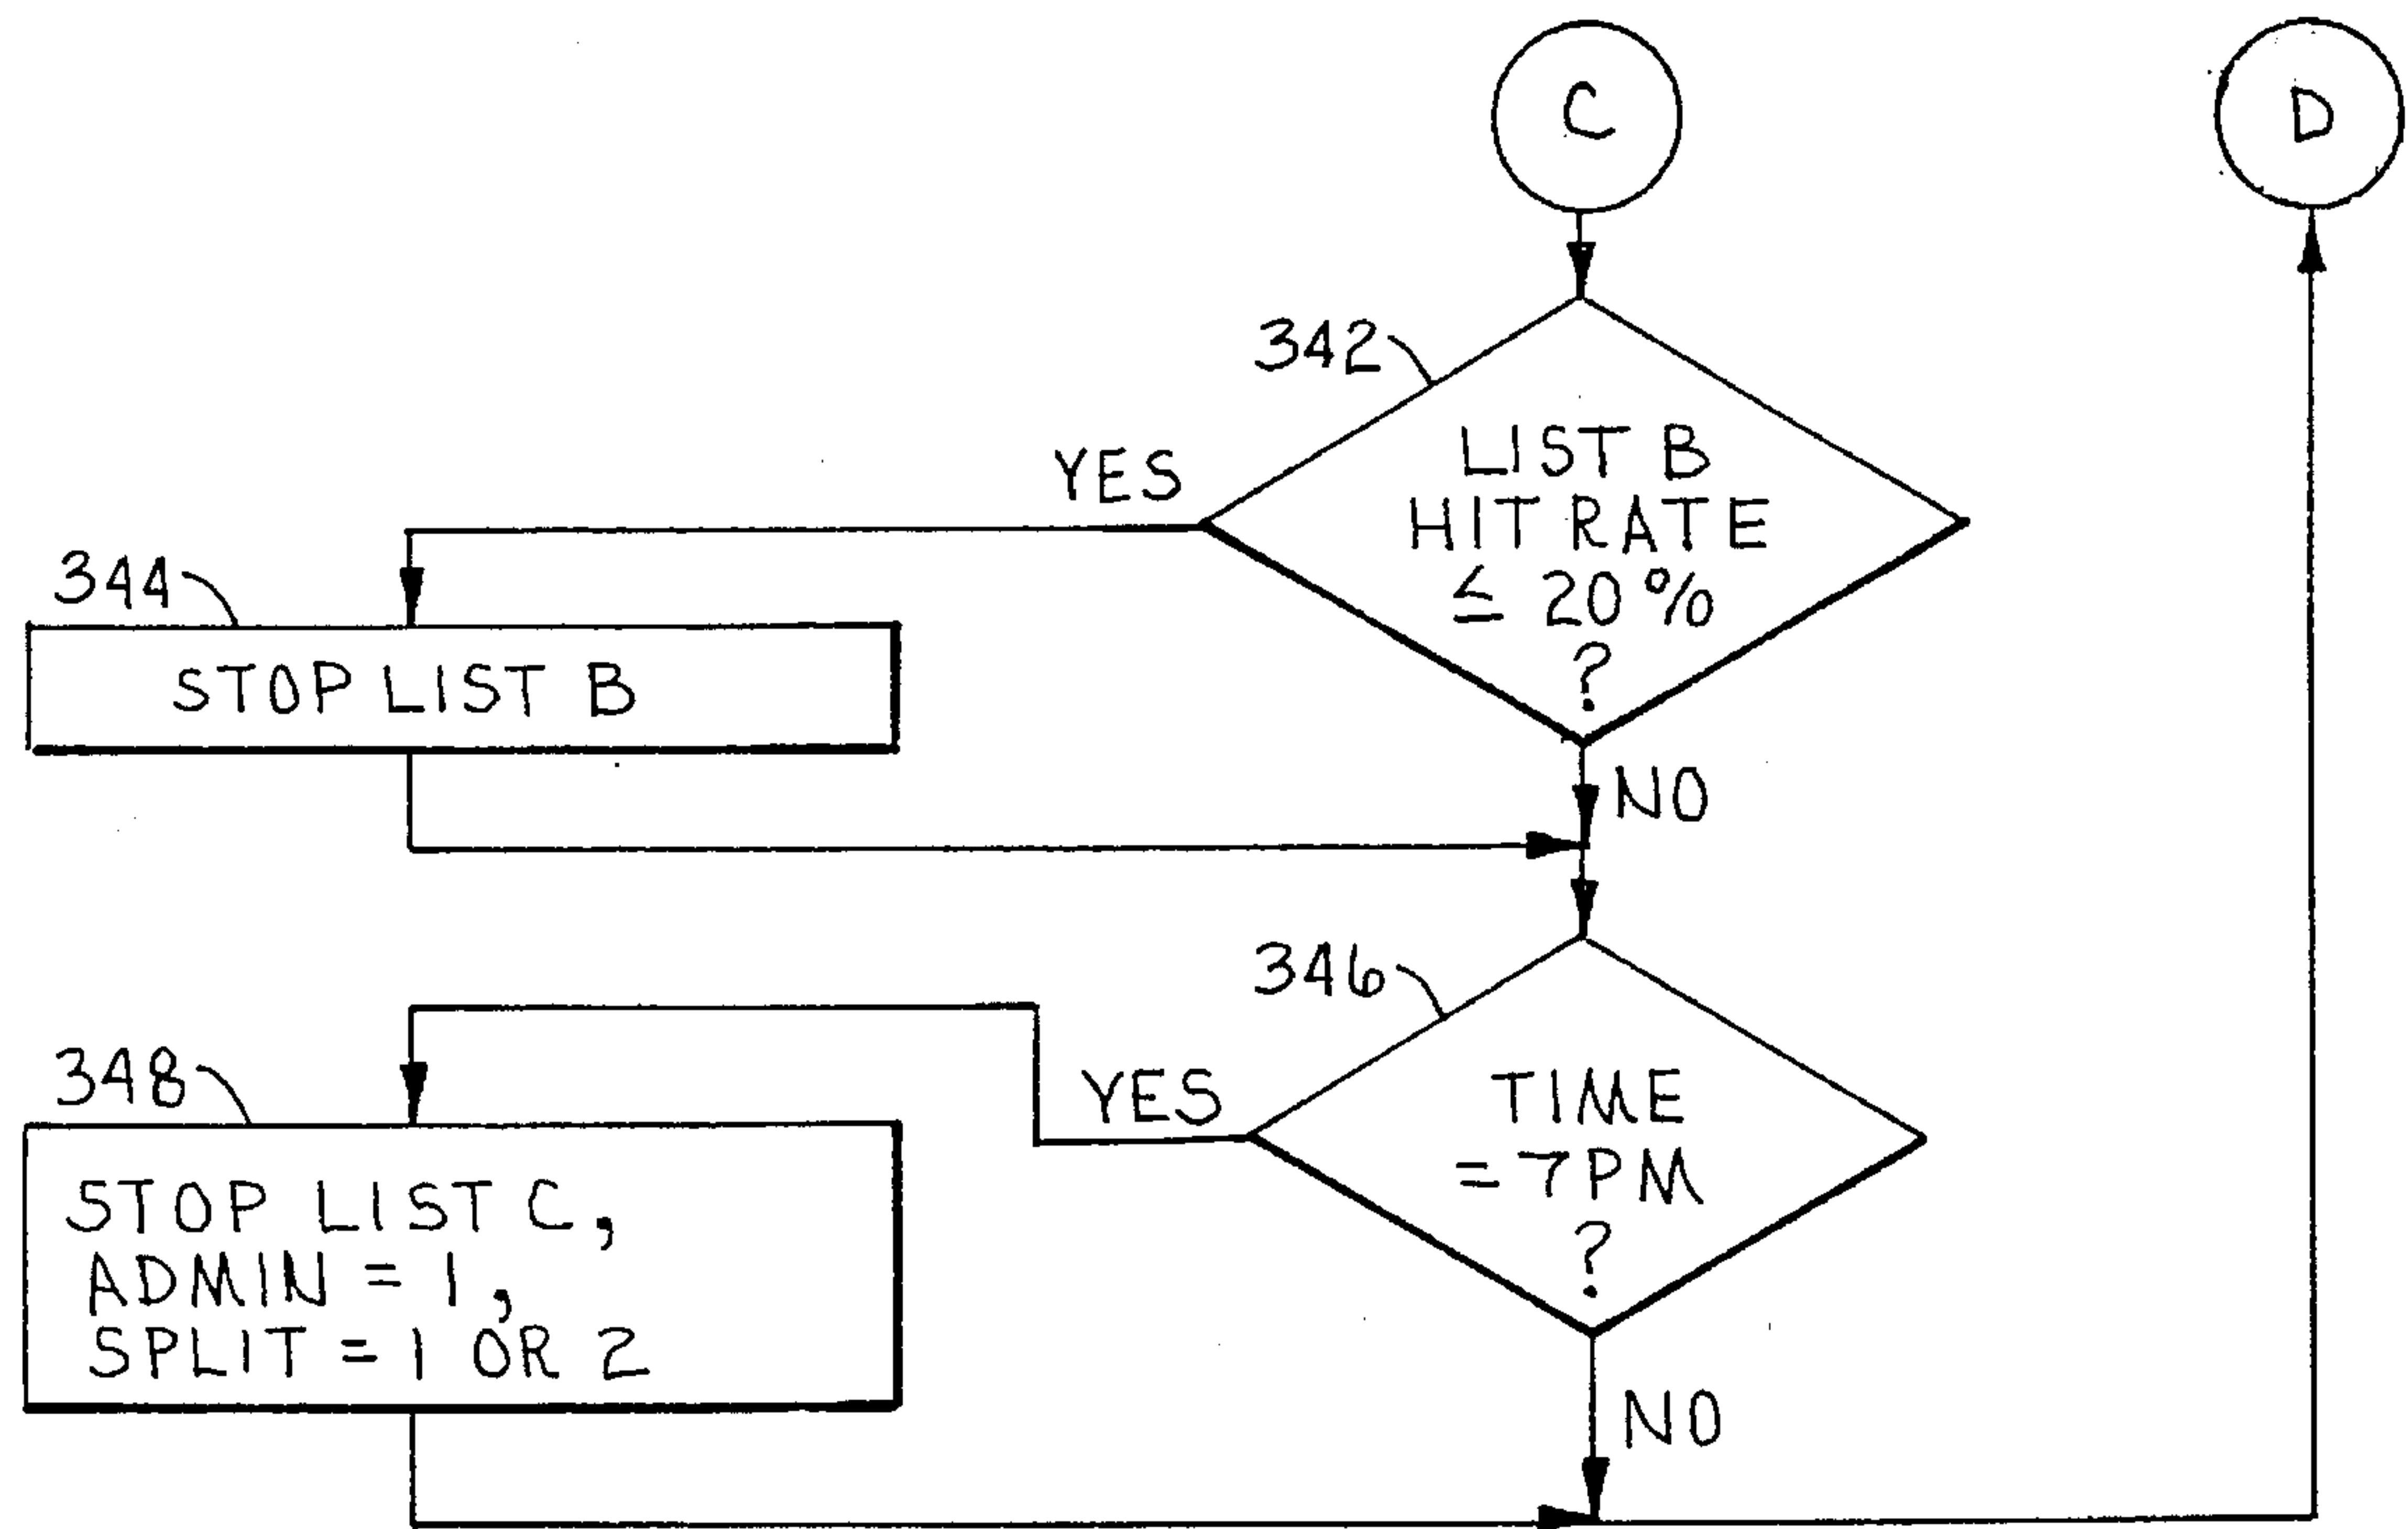 C
D
342
LIST B
HIT RATE
≤ 20%
?
YES
344
STOP LIST B
NO
346
TIME
= 7PM
?
YES
348
STOP LIST C,
ADMIN = 1,
SPLIT = 1 OR 2
NO